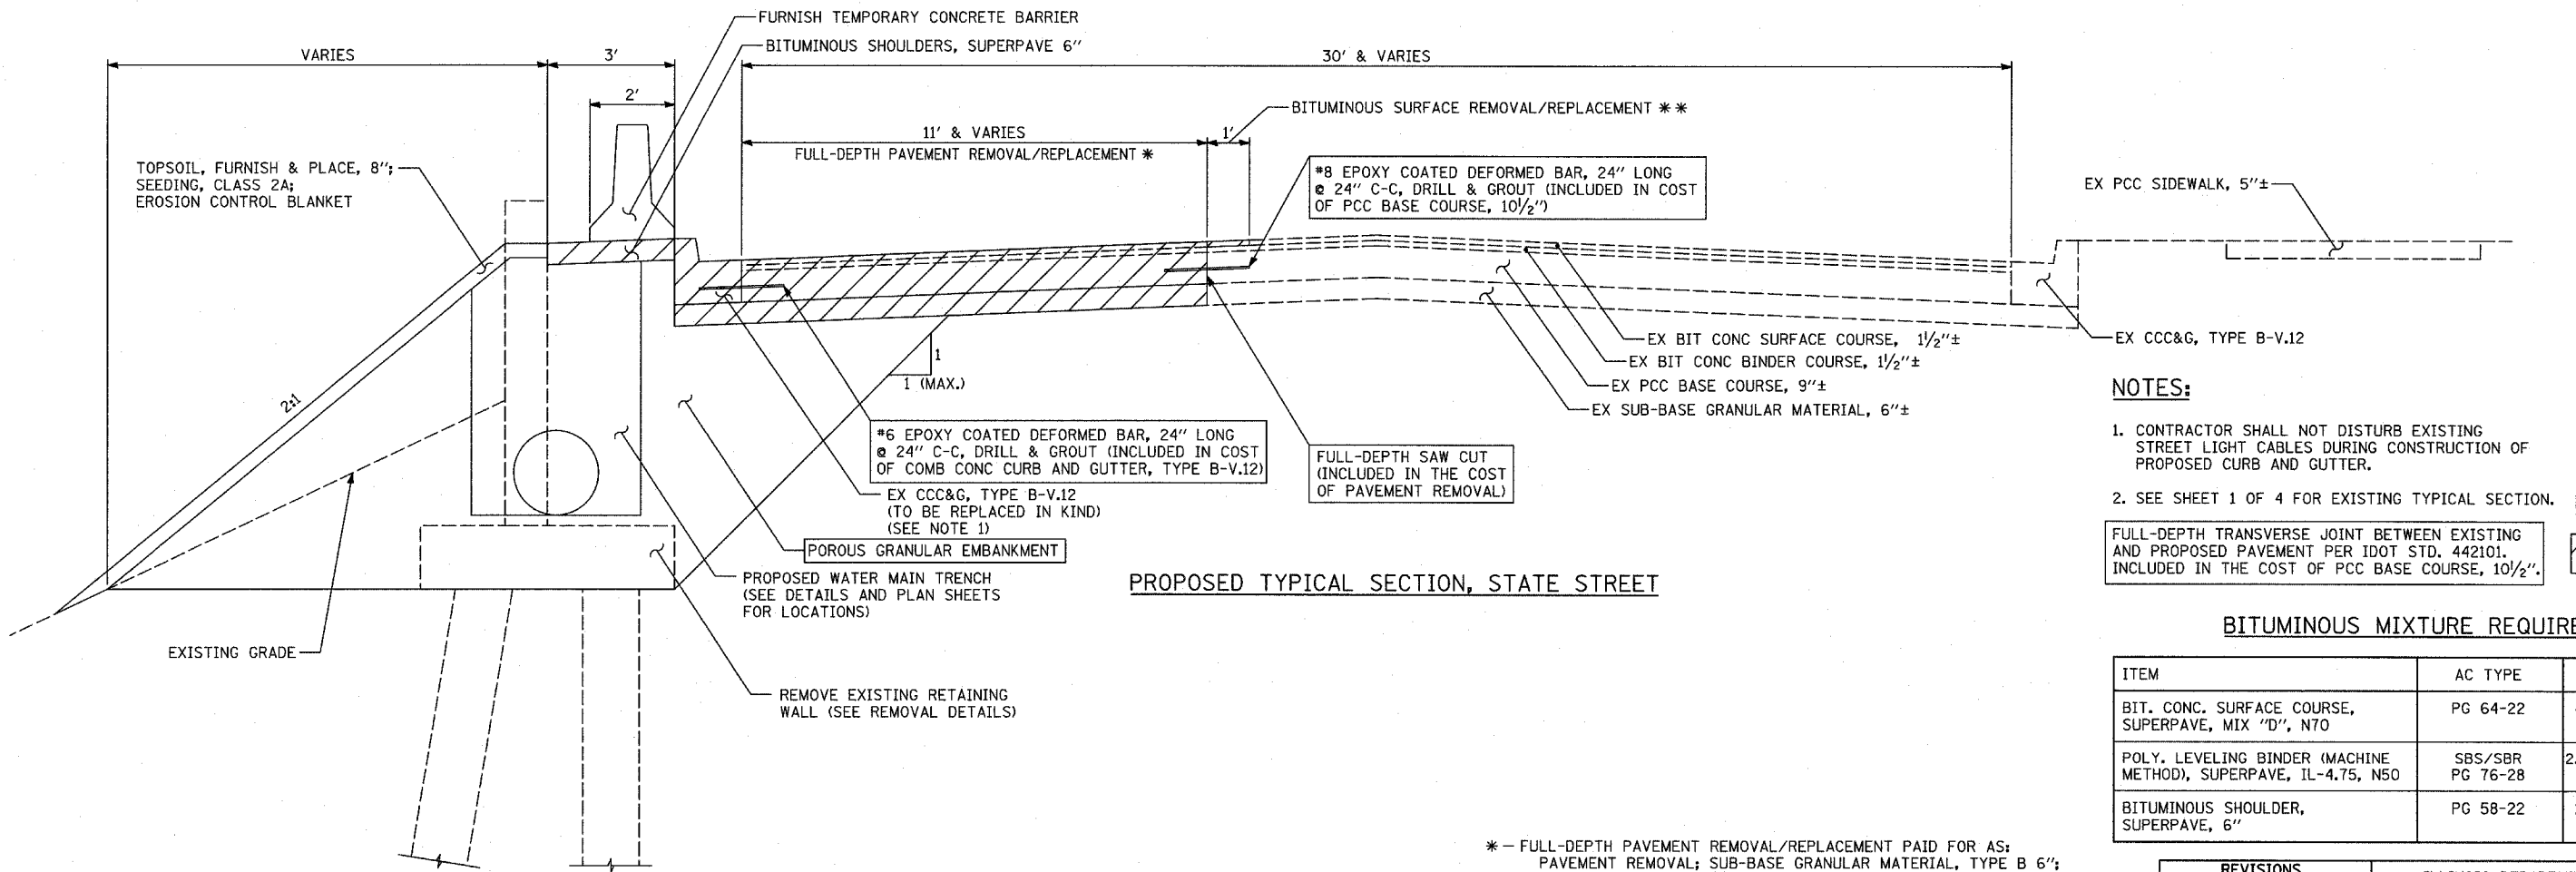 FURNISH TEMPORARY CONCRETE BARRIER
BITUMINOUS SHOULDERS, SUPERPAVE 6"
VARIES
3'
30' & VARIES
2'
BITUMINOUS SURFACE REMOVAL/REPLACEMENT **
11' & VARIES
1'
FULL-DEPTH PAVEMENT REMOVAL/REPLACEMENT *
TOPSOIL, FURNISH & PLACE, 8";
SEEDING, CLASS 2A;
EROSION CONTROL BLANKET
#8 EPOXY COATED DEFORMED BAR, 24" LONG
@ 24" C-C, DRILL & GROUT (INCLUDED IN COST
OF PCC BASE COURSE, 10 1/2")
EX PCC SIDEWALK, 5"±
EX BIT CONC SURFACE COURSE, 1 1/2"±
EX BIT CONC BINDER COURSE, 1 1/2"±
EX PCC BASE COURSE, 9"±
EX SUB-BASE GRANULAR MATERIAL, 6"±
EX CCC&G, TYPE B-V.12
1
1 (MAX.)
2:1
#6 EPOXY COATED DEFORMED BAR, 24" LONG
@ 24" C-C, DRILL & GROUT (INCLUDED IN COST
OF COMB CONC CURB AND GUTTER, TYPE B-V.12)
FULL-DEPTH SAW CUT
(INCLUDED IN THE COST
OF PAVEMENT REMOVAL)
EX CCC&G, TYPE B-V.12
(TO BE REPLACED IN KIND)
(SEE NOTE 1)
POROUS GRANULAR EMBANKMENT
PROPOSED WATER MAIN TRENCH
(SEE DETAILS AND PLAN SHEETS
FOR LOCATIONS)
PROPOSED TYPICAL SECTION, STATE STREET
EXISTING GRADE
REMOVE EXISTING RETAINING
WALL (SEE REMOVAL DETAILS)
NOTES:
1. CONTRACTOR SHALL NOT DISTURB EXISTING
STREET LIGHT CABLES DURING CONSTRUCTION OF
PROPOSED CURB AND GUTTER.
2. SEE SHEET 1 OF 4 FOR EXISTING TYPICAL SECTION.
FULL-DEPTH TRANSVERSE JOINT BETWEEN EXISTING
AND PROPOSED PAVEMENT PER IDOT STD. 442101.
INCLUDED IN THE COST OF PCC BASE COURSE, 10 1/2".
BITUMINOUS MIXTURE REQUIRE
ITEM AC TYPE
BIT. CONC. SURFACE COURSE, PG 64-22
SUPERPAVE, MIX "D", N70
POLY. LEVELING BINDER (MACHINE SBS/SBR 2.
METHOD), SUPERPAVE, IL-4.75, N50 PG 76-28
BITUMINOUS SHOULDER, PG 58-22
SUPERPAVE, 6"
* - FULL-DEPTH PAVEMENT REMOVAL/REPLACEMENT PAID FOR AS:
PAVEMENT REMOVAL; SUB-BASE GRANULAR MATERIAL, TYPE B 6";
REVISIONS